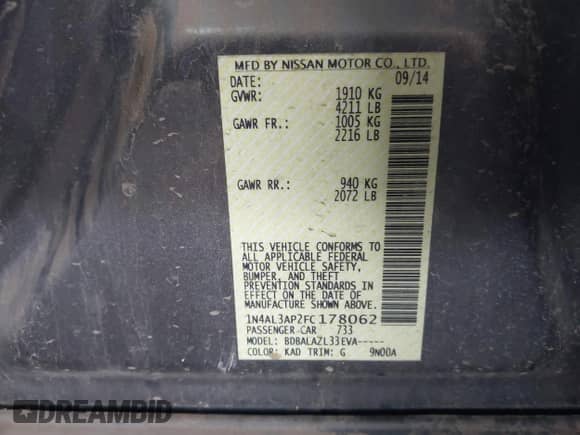 MFD BY NISSAN MOTOR CO., LTD.
DATE: 09/14
GVWR: 1910 KG
4211 LB
GAWR FR.: 1005 KG
2216 LB
GAWR RR.: 940 KG
2072 LB
THIS VEHICLE CONFORMS TO
ALL APPLICABLE FEDERAL
MOTOR VEHICLE SAFETY,
BUMPER, AND THEFT
PREVENTION STANDARDS IN
EFFECT ON THE DATE OF
MANUFACTURE SHOWN ABOVE.
1N4AL3AP2FC178062
PASSENGER CAR 733
MODEL: BDBALAZL33EVA-----
COLOR: KAD TRIM: G 9N00A
DREAMBID